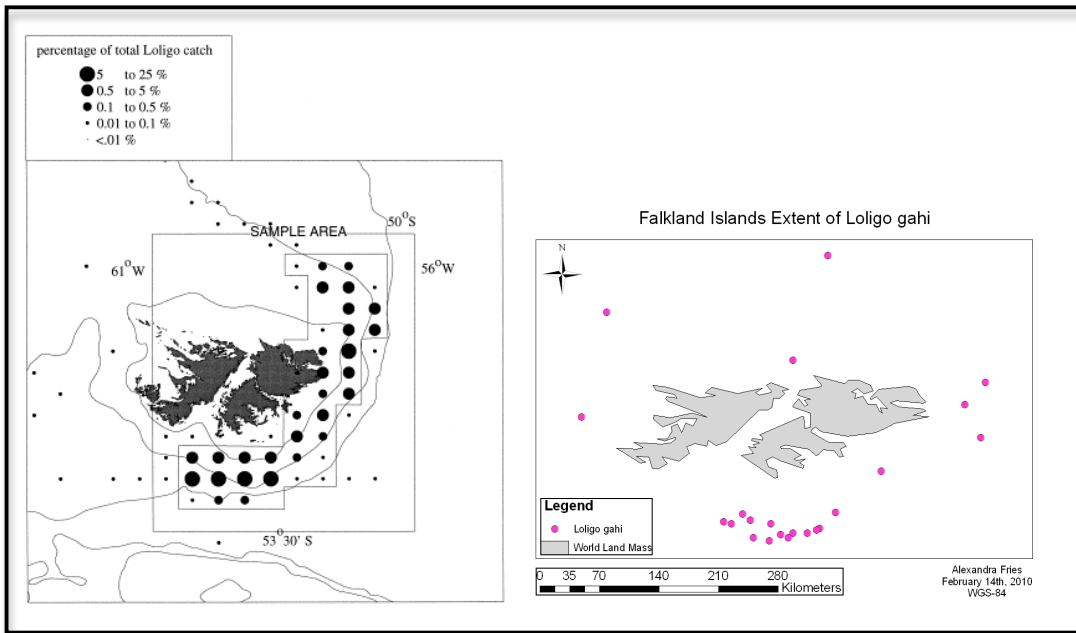 percentage of total Loligo catch
5 to 25 %
0.5 to 5 %
0.1 to 0.5 %
0.01 to 0.1 %
<.01 %
50°S
SAMPLE AREA
61°W
56°W
53°30' S
Falkland Islands Extent of Loligo gahi
N
Legend
Loligo gahi
World Land Mass
0 35 70 140 210 280
Kilometers
Alexandra Fries
February 14th, 2010
WGS-84